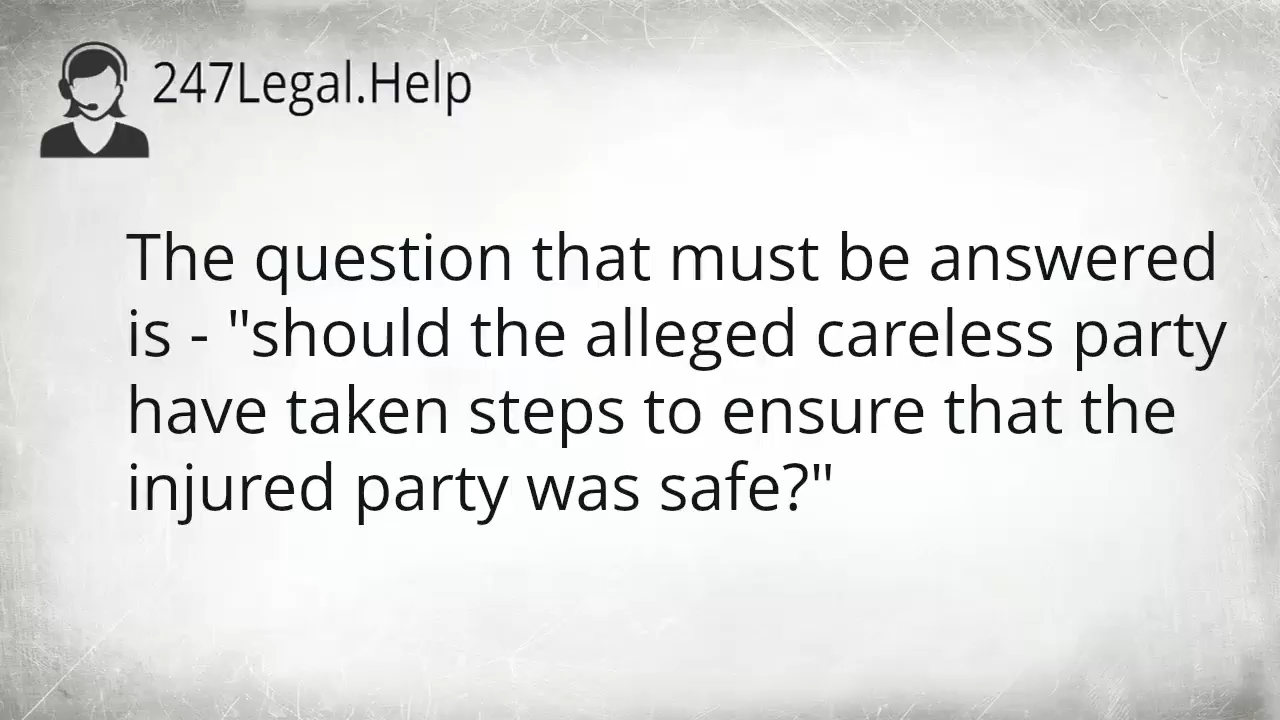 247Legal.Help
The question that must be answered
is - "should the alleged careless party
have taken steps to ensure that the
injured party was safe?"